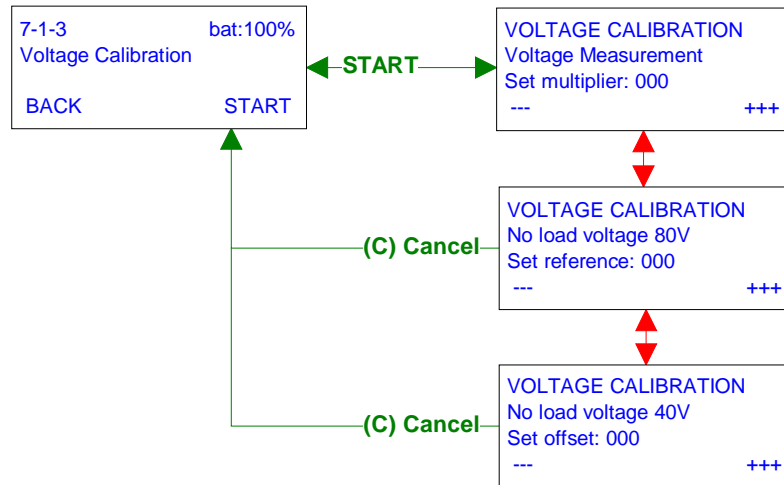 7-1-3 bat:100%
Voltage Calibration
BACK START
START
VOLTAGE CALIBRATION
Voltage Measurement
Set multiplier: 000
--- +++
(C) Cancel
VOLTAGE CALIBRATION
No load voltage 80V
Set reference: 000
--- +++
(C) Cancel
VOLTAGE CALIBRATION
No load voltage 40V
Set offset: 000
--- +++